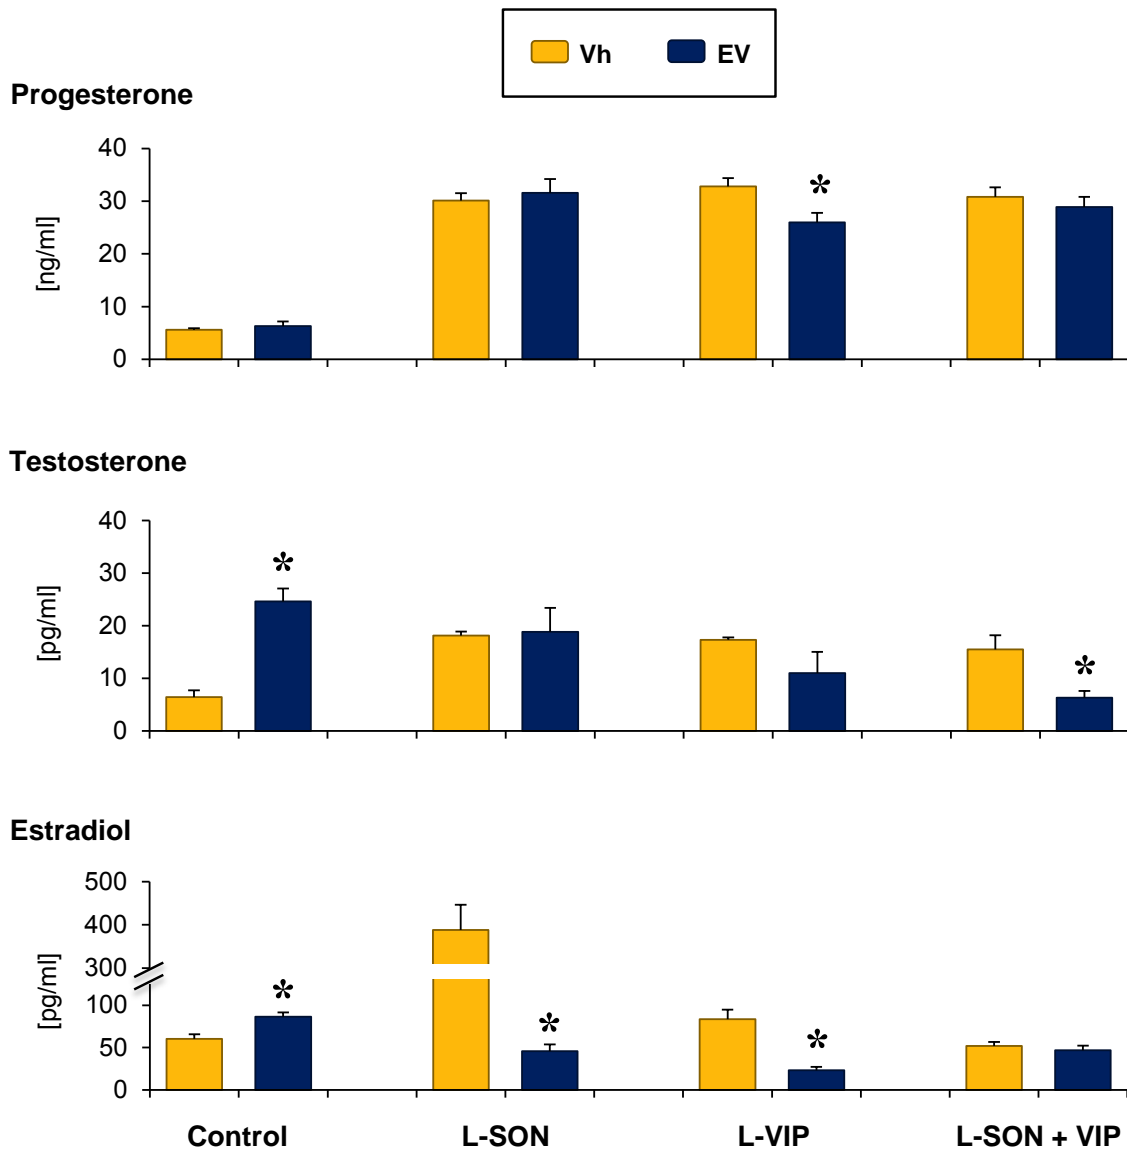 Vh EV
Progesterone
40
30
20
10
0
[ng/ml]
*
Testosterone
40
30
20
10
0
[pg/ml]
*
*
Estradiol
500
400
300
100
50
0
[pg/ml]
*
*
*
Control L-SON L-VIP L-SON + VIP